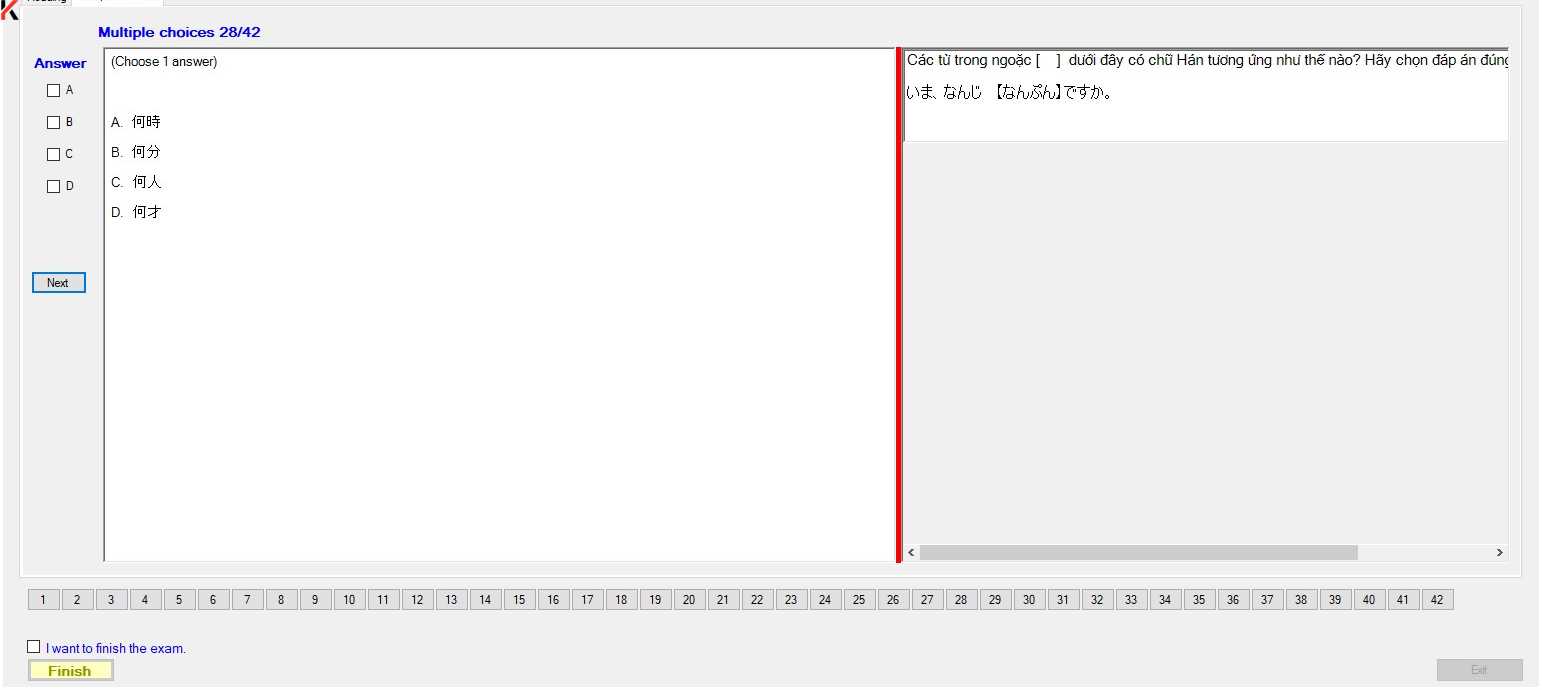 Multiple choices 28/42
Answer
A
B
C
D
Next
(Choose 1 answer)
A. 何時
B. 何分
C. 何人
D. 何才
Các từ trong ngoặc [ ] dưới đây có chữ Hán tương ứng như thế nào? Hãy chọn đáp án đúng
いま、なんじ 【なんぷん】ですか。
1 2 3 4 5 6 7 8 9 10 11 12 13 14 15 16 17 18 19 20 21 22 23 24 25 26 27 28 29 30 31 32 33 34 35 36 37 38 39 40 41 42
I want to finish the exam.
Finish
Exit